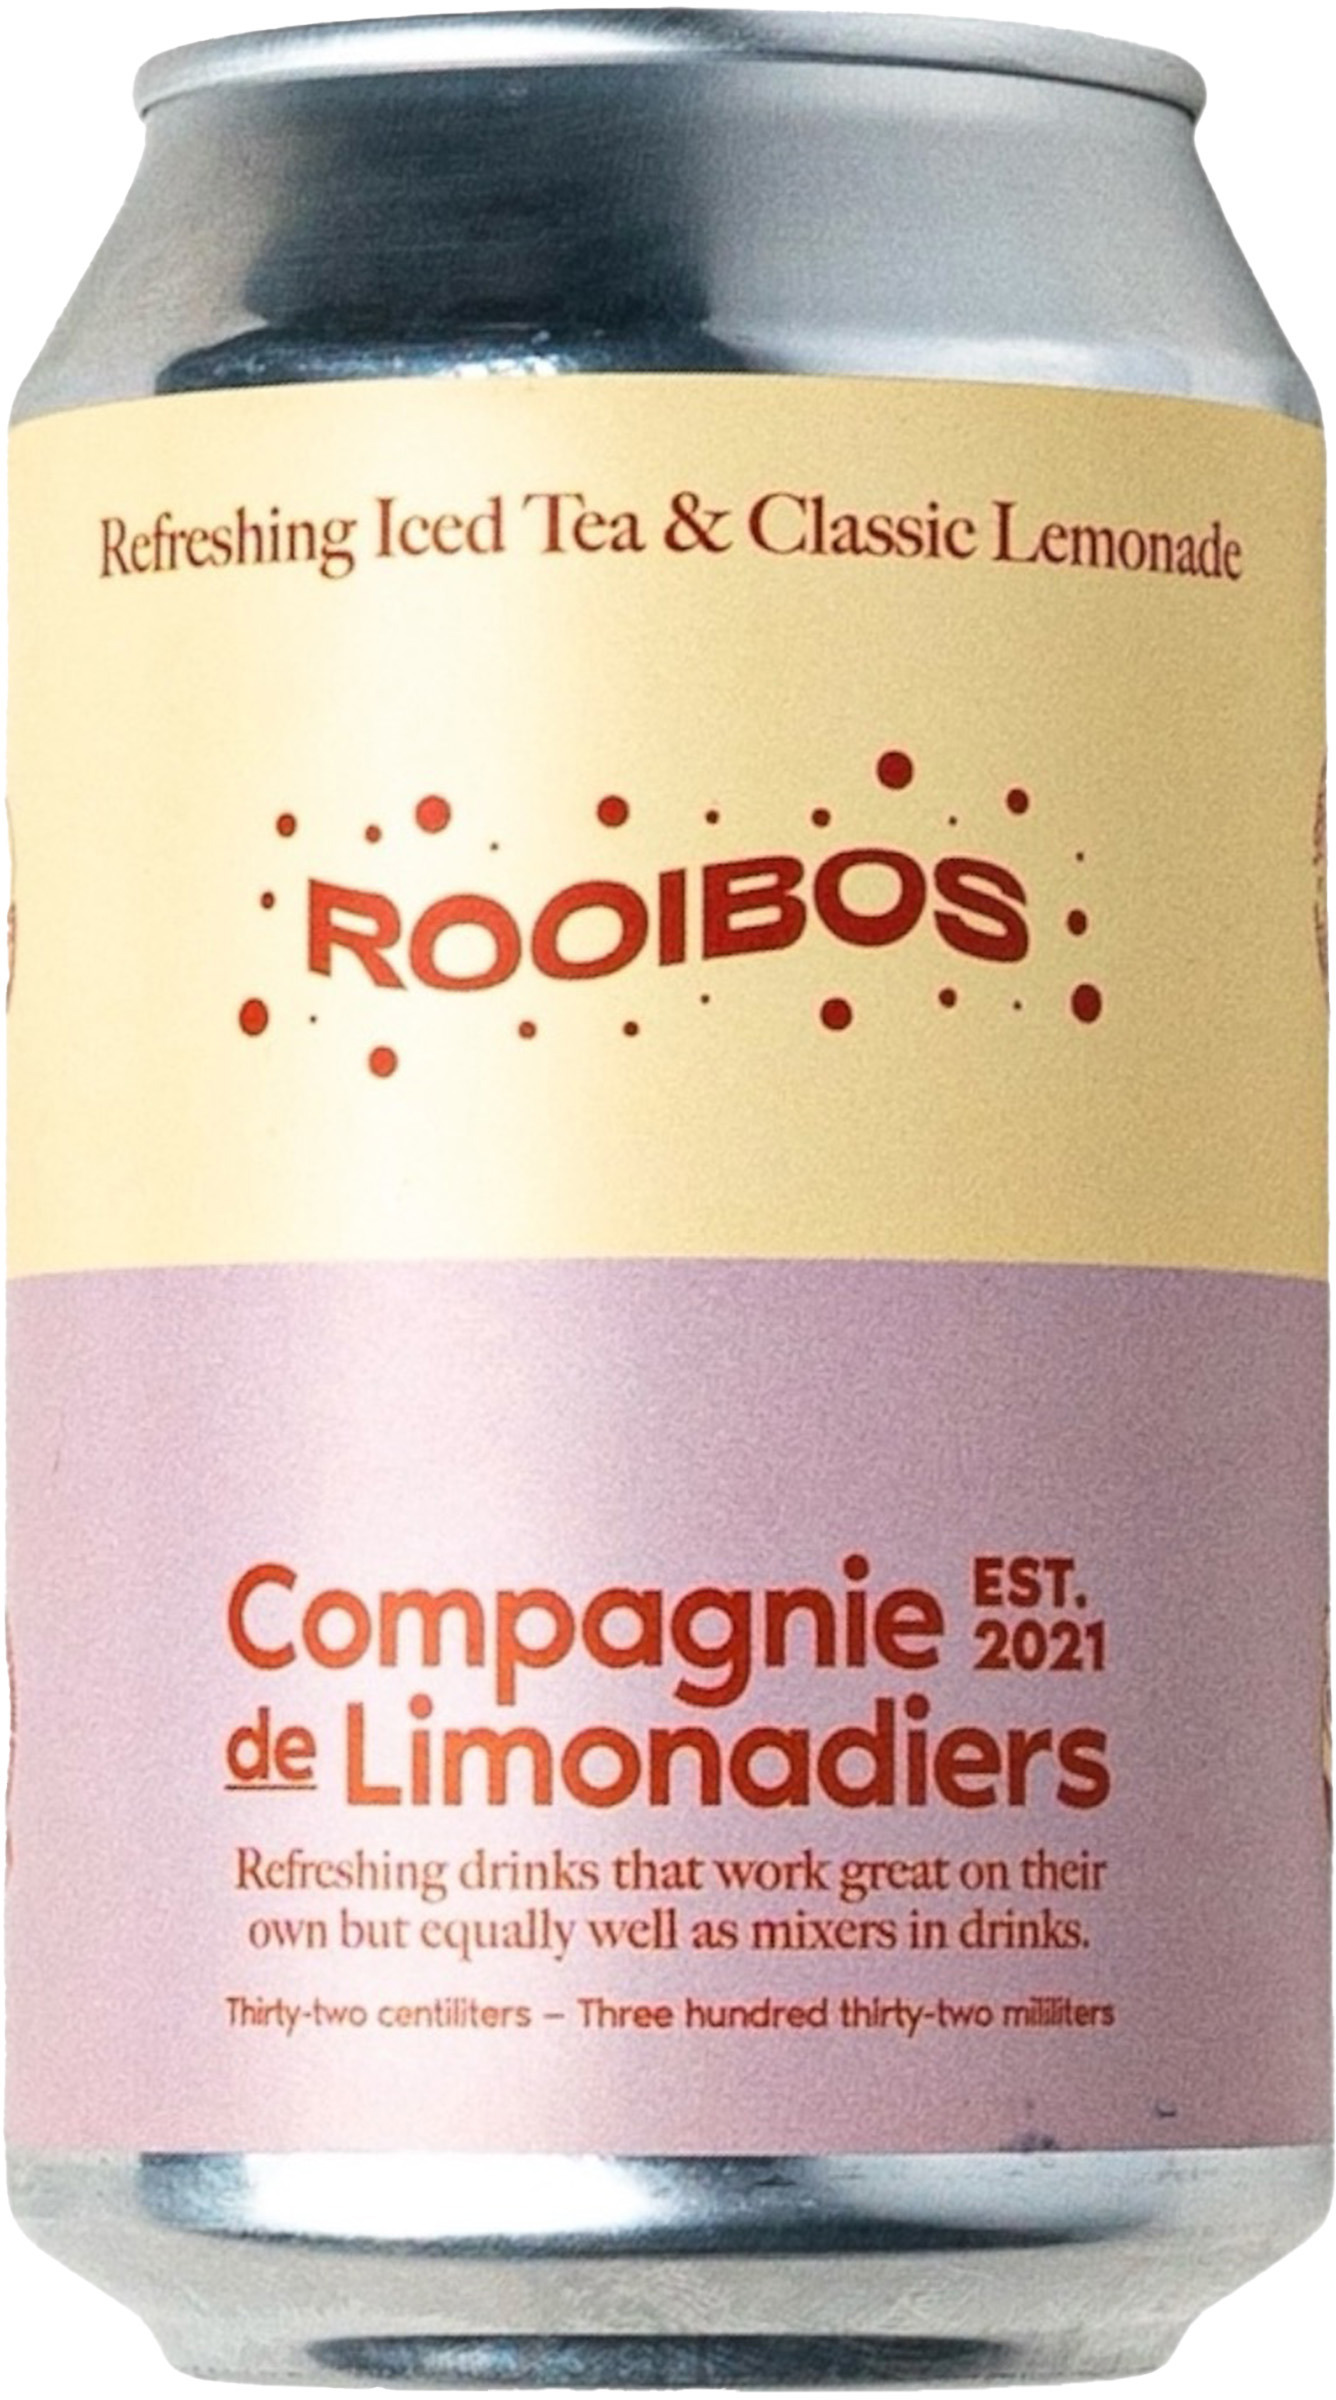 Refreshing Iced Tea & Classic Lemonade
ROOIBOS
Compagnie EST. 2021
de Limonadiers
Refreshing drinks that work great on their
own but equally well as mixers in drinks.
Thirty-two centiliters – Three hundred thirty-two milliliters